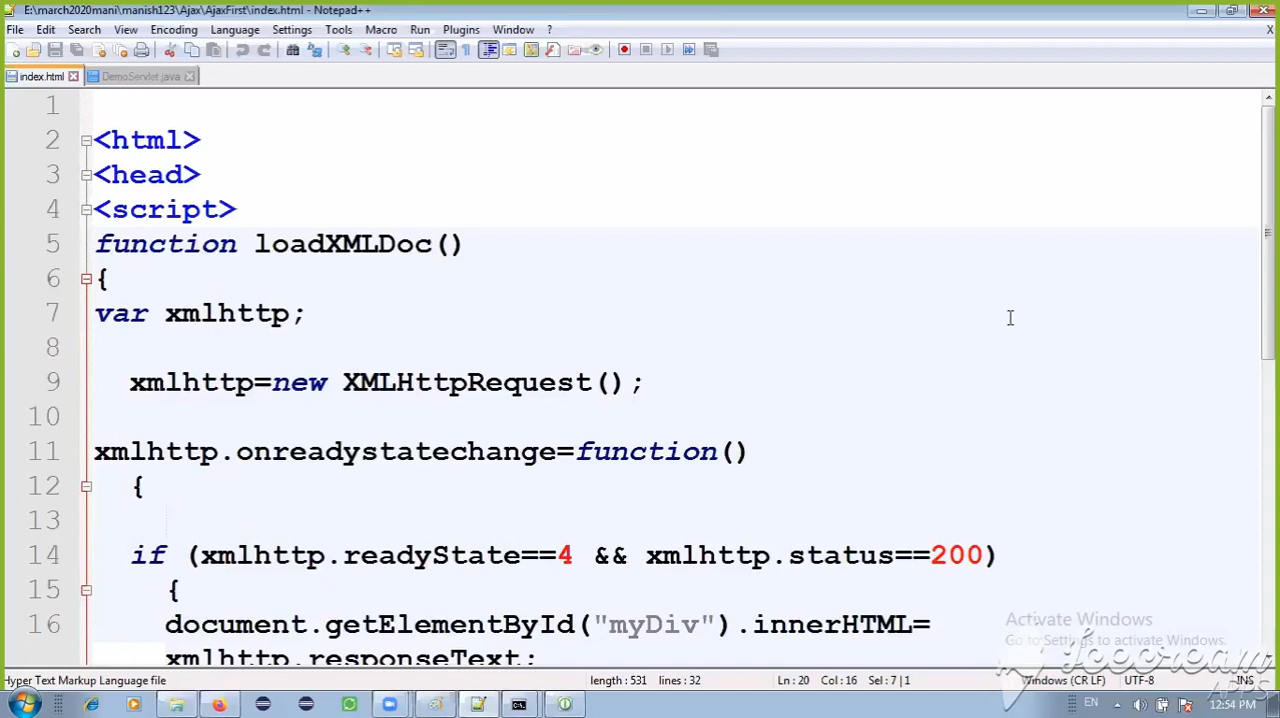 E:\march2020mani\manish123\Ajax\AjaxFirst\index.html - Notepad++
File Edit Search View Encoding Language Settings Tools Macro Run Plugins Window ? X
index.html DemoServlet.java
1
2 <html>
3 <head>
4 <script>
5 function loadXMLDoc()
6 {
7 var xmlhttp;
8
9 xmlhttp=new XMLHttpRequest();
10
11 xmlhttp.onreadystatechange=function()
12 {
13
14 if (xmlhttp.readyState==4 && xmlhttp.status==200)
15 {
16 document.getElementById("myDiv").innerHTML=
xmlhttp.responseText;
Activate Windows
Go to Settings to activate Windows.
Icecream
APPS
Hyper Text Markup Language file length : 531 lines : 32 Ln : 20 Col : 16 Sel : 7 | 1 Windows (CR LF) UTF-8 INS
EN 12:54 PM